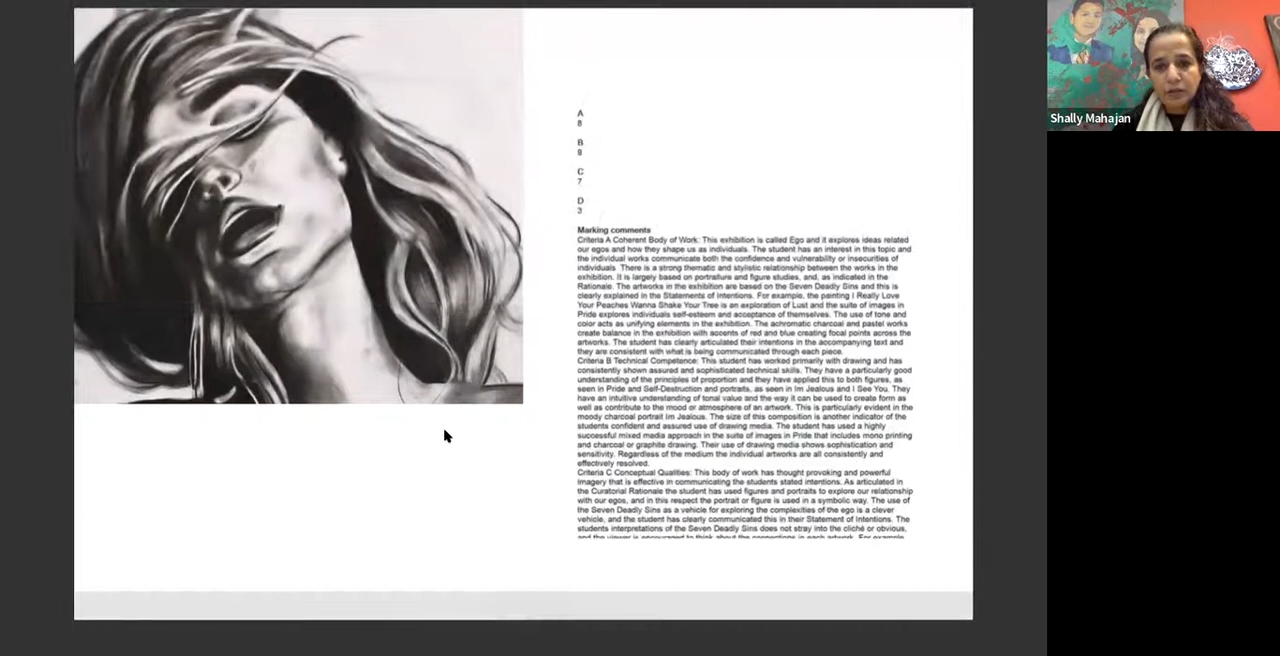 A
8
B
9
C
7
D
3
Marking comments
Criteria A Coherent Body of Work: This exhibition is called Ego and it explores ideas related
our egos and how they shape us as individuals. The student has an interest in this topic and
the individual works communicate both the confidence and vulnerability or insecurities of
individuals. There is a strong thematic and stylistic relationship between the works in the
exhibition. It is largely based on portraiture and figure studies, and, as indicated in the
Rationale. The artworks in the exhibition are based on the Seven Deadly Sins and this is
clearly explained in the Statements of Intentions. For example, the painting I Really Love
Your Peaches Wanna Shake Your Tree is an exploration of Lust and the suite of images in
Pride explores individuals self-esteem and acceptance of themselves. The use of tone and
color acts as unifying elements in the exhibition. The achromatic charcoal and pastel works
create balance in the exhibition with accents of red and blue creating focal points across the
artworks. The student has clearly articulated their intentions in the accompanying text and
they are consistent with what is being communicated through each piece.
Criteria B Technical Competence: This student has worked primarily with drawing and has
consistently shown assured and sophisticated technical skills. They have a particularly good
understanding of the principles of proportion and they have applied this to both figures, as
seen in Pride and Self-Destruction and portraits, as seen in Im Jealous and I See You. They
have an intuitive understanding of tonal value and the way it can be used to create form as
well as contribute to the mood or atmosphere of an artwork. This is particularly evident in the
moody charcoal portrait Im Jealous. The size of this composition is another indicator of the
students confident and assured use of drawing media. The student has used a highly
successful mixed media approach in the suite of images in Pride that includes mono printing
and charcoal or graphite drawing. Their use of drawing media shows sophistication and
sensitivity. Regardless of the medium the individual artworks are all consistently and
effectively resolved.
Criteria C Conceptual Qualities: This body of work has thought provoking and powerful
imagery that is effective in communicating the students stated intentions. As articulated in
the Curatorial Rationale the student has used figures and portraits to explore our relationship
with our egos, and in this respect the portrait or figure is used in a symbolic way. The use of
the Seven Deadly Sins as a vehicle for exploring the complexities of the ego is a clever
vehicle, and the student has clearly communicated this in their Statement of Intentions. The
students interpretations of the Seven Deadly Sins does not stray into the cliché or obvious,
and the viewer is encouraged to think about the connections in each artwork. For example
Shally Mahajan